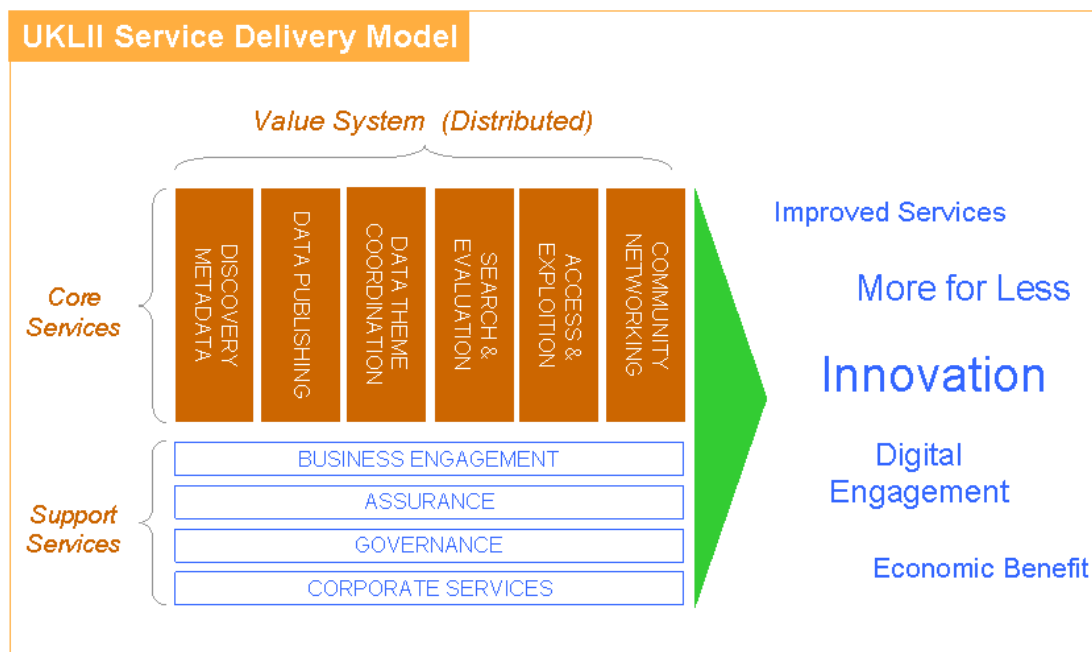 UKLII Service Delivery Model
Value System (Distributed)
Core
Services
DISCOVERY
METADATA
DATA PUBLISHING
DATA THEME
COORDINATION
SEARCH &
EVALUATION
ACCESS &
EXPLOITION
COMMUNITY
NETWORKING
Support
Services
BUSINESS ENGAGEMENT
ASSURANCE
GOVERNANCE
CORPORATE SERVICES
Improved Services
More for Less
Innovation
Digital
Engagement
Economic Benefit